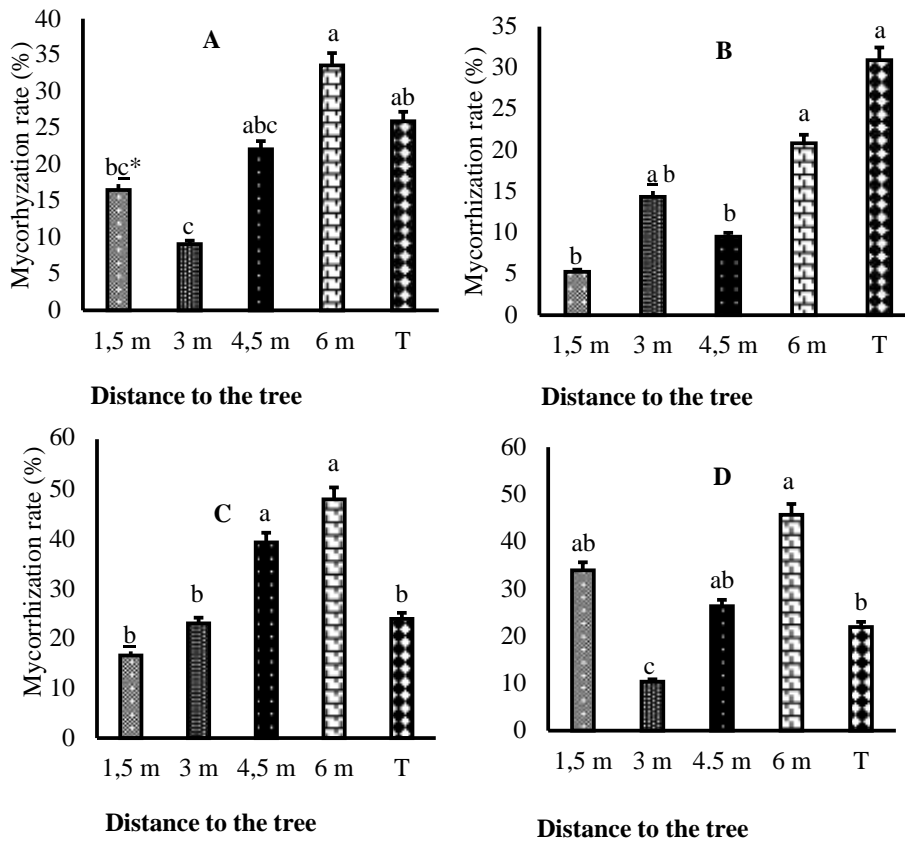 A
Mycorhyzation rate (%)
40
35
30
25
20
15
10
5
0
bc*
c
abc
a
ab
1,5 m 3 m 4,5 m 6 m T
Distance to the tree
B
Mycorrhization rate (%)
35
30
25
20
15
10
5
0
b
a b
b
a
a
1,5 m 3 m 4,5 m 6 m T
Distance to the tree
C
Mycorrhization rate (%)
60
50
40
30
20
10
0
b
b
a
a
b
1,5 m 3 m 4,5 m 6 m T
Distance to the tree
D
60
50
40
30
20
10
0
ab
c
ab
a
b
1,5 m 3 m 4.5 m 6 m T
Distance to the tree